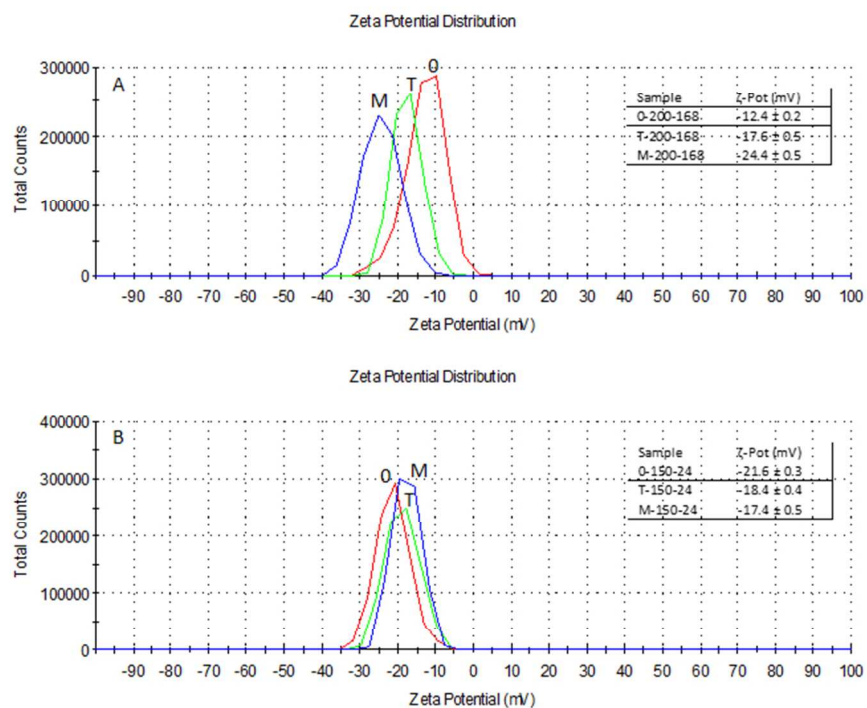 Zeta Potential Distribution
A
M
T
0
Total Counts
300000
200000
100000
0
Sample ζ-Pot (mV)
0-200-168 -12.4 ± 0.2
T-200-168 -17.6 ± 0.5
M-200-168 -24.4 ± 0.5
-90 -80 -70 -60 -50 -40 -30 -20 -10 0 10 20 30 40 50 60 70 80 90 100
Zeta Potential (mV)
Zeta Potential Distribution
B
0
M
T
Total Counts
400000
300000
200000
100000
0
Sample ζ-Pot (mV)
0-150-24 -21.6 ± 0.3
T-150-24 -18.4 ± 0.4
M-150-24 -17.4 ± 0.5
-90 -80 -70 -60 -50 -40 -30 -20 -10 0 10 20 30 40 50 60 70 80 90 100
Zeta Potential (mV)